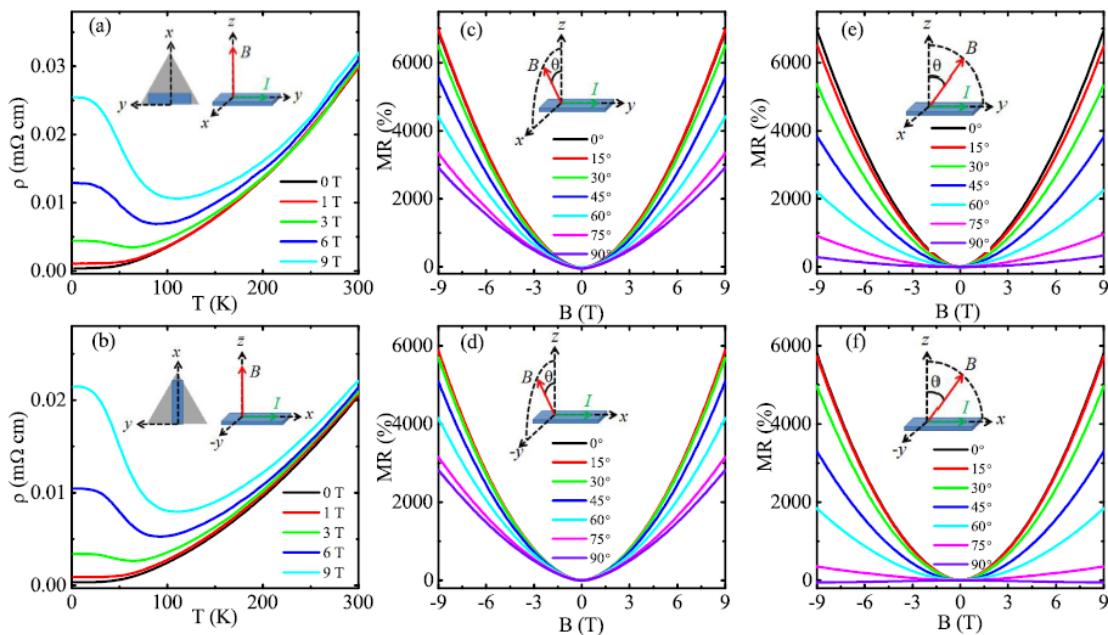 (a)
x
y
z
B
I
y
x
ρ (mΩ cm)
0.03
0.02
0.01
0.00
0 T
1 T
3 T
6 T
9 T
0
100
200
300
T (K)
(c)
z
B
θ
I
y
x
MR (%)
6000
4000
2000
0
0°
15°
30°
45°
60°
75°
90°
-9
-6
-3
0
3
6
9
B (T)
(e)
z
B
θ
I
y
x
MR (%)
6000
4000
2000
0
0°
15°
30°
45°
60°
75°
90°
-9
-6
-3
0
3
6
9
B (T)
(b)
x
y
z
B
I
x
-y
ρ (mΩ cm)
0.02
0.01
0.00
0 T
1 T
3 T
6 T
9 T
0
100
200
300
T (K)
(d)
z
B
θ
I
x
-y
MR (%)
6000
4000
2000
0
0°
15°
30°
45°
60°
75°
90°
-9
-6
-3
0
3
6
9
B (T)
(f)
z
B
θ
I
x
-y
MR (%)
6000
4000
2000
0
0°
15°
30°
45°
60°
75°
90°
-9
-6
-3
0
3
6
9
B (T)